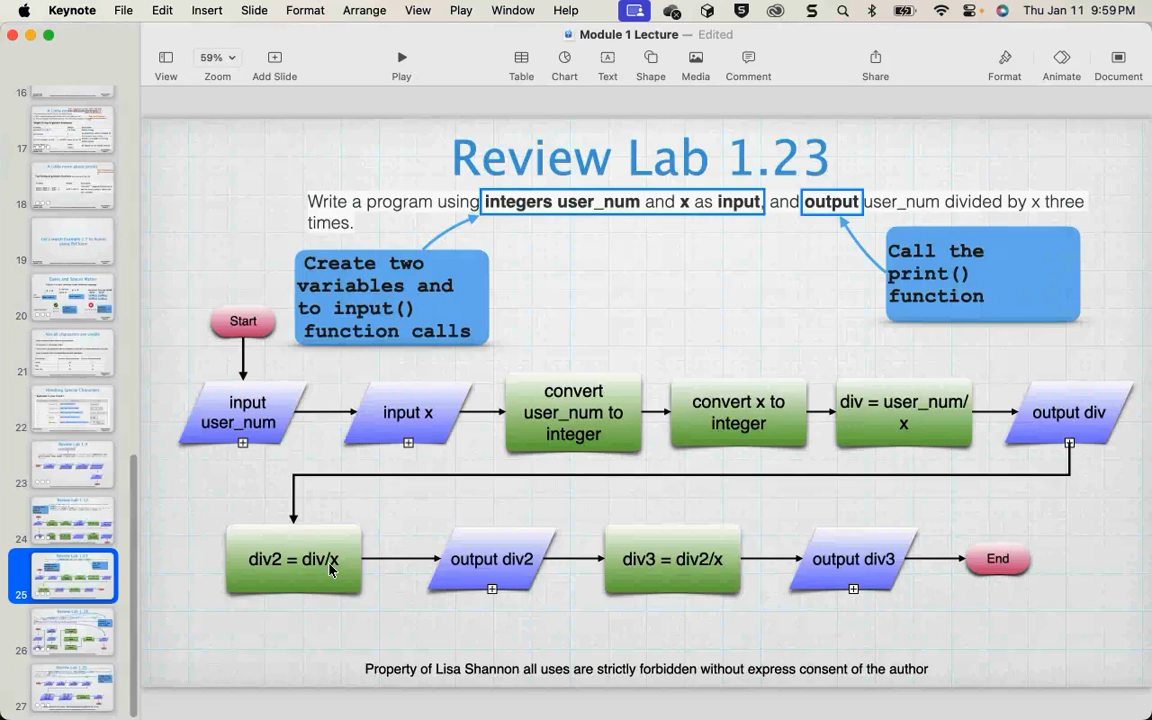 Keynote File Edit Insert Slide Format Arrange View Play Window Help Thu Jan 11 9:59 PM
Module 1 Lecture — Edited
59%
View Zoom Add Slide Play Table Chart Text Shape Media Comment Share Format Animate Document
16
17
18
19
20
21
22
23
24
25
26
27
Review Lab 1.23
Write a program using integers user_num and x as input, and output user_num divided by x three
times.
Create two
variables and
to input()
function calls
Call the
print()
function
Start
input
user_num
input x
convert
user_num to
integer
convert x to
integer
div = user_num/
x
output div
div2 = div/x
output div2
div3 = div2/x
output div3
End
Property of Lisa Shannon all uses are strictly forbidden without express consent of the author